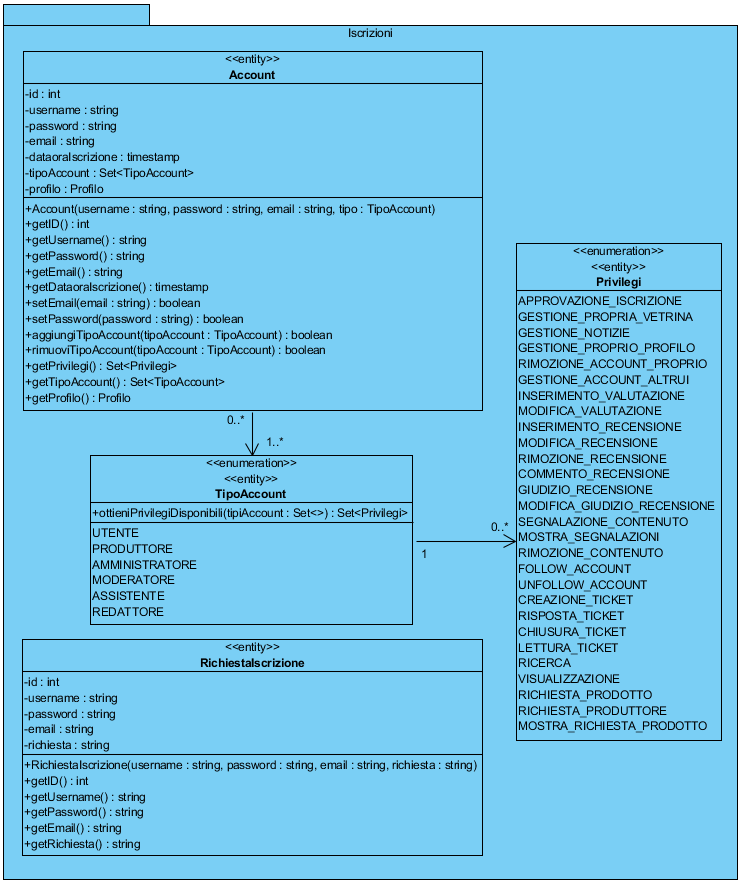 Iscrizioni
<<entity>>
Account
-id : int
-username : string
-password : string
-email : string
-dataoraIscrizione : timestamp
-tipoAccount : Set<TipoAccount>
-profilo : Profilo
+Account(username : string, password : string, email : string, tipo : TipoAccount)
+getID() : int
+getUsername() : string
+getPassword() : string
+getEmail() : string
+getDataoraIscrizione() : timestamp
+setEmail(email : string) : boolean
+setPassword(password : string) : boolean
+aggiungiTipoAccount(tipoAccount : TipoAccount) : boolean
+rimuoviTipoAccount(tipoAccount : TipoAccount) : boolean
+getPrivilegi() : Set<Privilegi>
+getTipoAccount() : Set<TipoAccount>
+getProfilo() : Profilo
0..*
1..*
<<enumeration>>
<<entity>>
TipoAccount
+ottieniPrivilegiDisponibili(tipiAccount : Set<>) : Set<Privilegi>
UTENTE
PRODUTTORE
AMMINISTRATORE
MODERATORE
ASSISTENTE
REDATTORE
1
0..*
<<enumeration>>
<<entity>>
Privilegi
APPROVAZIONE_ISCRIZIONE
GESTIONE_PROPRIA_VETRINA
GESTIONE_NOTIZIE
GESTIONE_PROPRIO_PROFILO
RIMOZIONE_ACCOUNT_PROPRIO
GESTIONE_ACCOUNT_ALTRUI
INSERIMENTO_VALUTAZIONE
MODIFICA_VALUTAZIONE
INSERIMENTO_RECENSIONE
MODIFICA_RECENSIONE
RIMOZIONE_RECENSIONE
COMMENTO_RECENSIONE
GIUDIZIO_RECENSIONE
MODIFICA_GIUDIZIO_RECENSIONE
SEGNALAZIONE_CONTENUTO
MOSTRA_SEGNALAZIONI
RIMOZIONE_CONTENUTO
FOLLOW_ACCOUNT
UNFOLLOW_ACCOUNT
CREAZIONE_TICKET
RISPOSTA_TICKET
CHIUSURA_TICKET
LETTURA_TICKET
RICERCA
VISUALIZZAZIONE
RICHIESTA_PRODOTTO
RICHIESTA_PRODUTTORE
MOSTRA_RICHIESTA_PRODOTTO
<<entity>>
RichiestaIscrizione
-id : int
-username : string
-password : string
-email : string
-richiesta : string
+RichiestaIscrizione(username : string, password : string, email : string, richiesta : string)
+getID() : int
+getUsername() : string
+getPassword() : string
+getEmail() : string
+getRichiesta() : string